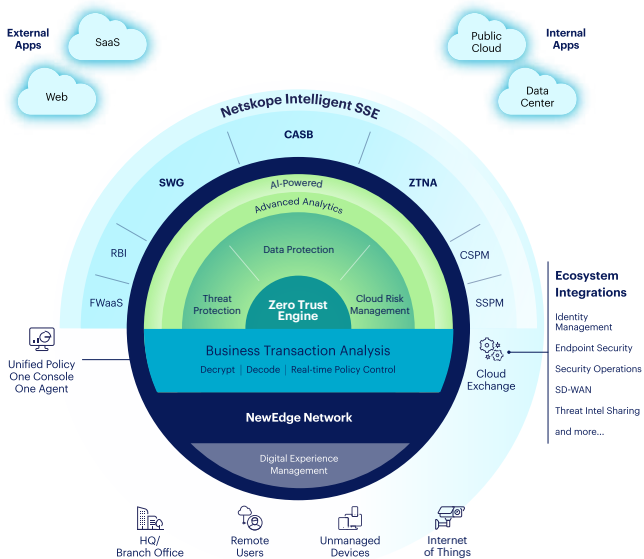 External
Apps
SaaS
Web
Public
Cloud
Internal
Apps
Data
Center
Netskope Intelligent SSE
CASB
SWG
ZTNA
RBI
CSPM
FWaaS
SSPM
AI-Powered
Advanced Analytics
Data Protection
Threat
Protection
Cloud Risk
Management
Zero Trust
Engine
Business Transaction Analysis
Decrypt | Decode | Real-time Policy Control
NewEdge Network
Digital Experience
Management
Unified Policy
One Console
One Agent
Cloud
Exchange
Ecosystem
Integrations
Identity
Management
Endpoint Security
Security Operations
SD-WAN
Threat Intel Sharing
and more...
HQ/
Branch Office
Remote
Users
Unmanaged
Devices
Internet
of Things